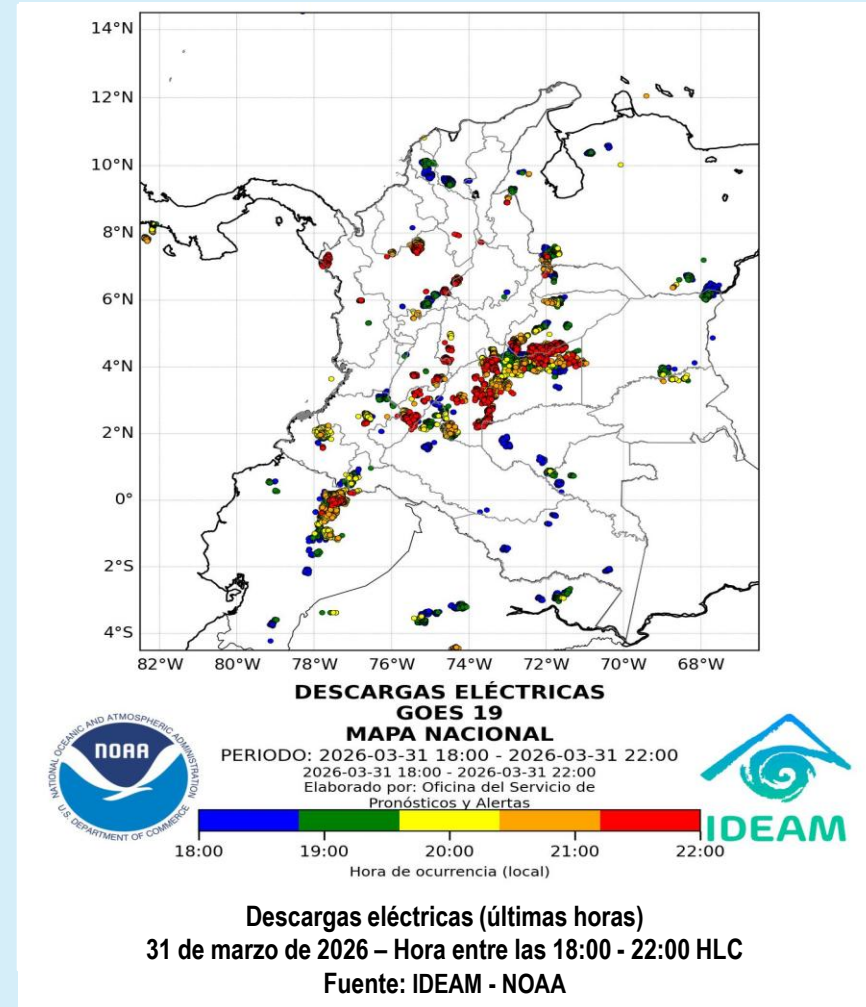 14°N
12°N
10°N
8°N
6°N
4°N
2°N
0°
2°S
4°S
82°W 80°W 78°W 76°W 74°W 72°W 70°W 68°W
DESCARGAS ELÉCTRICAS
GOES 19
MAPA NACIONAL
PERIODO: 2026-03-31 18:00 - 2026-03-31 22:00
2026-03-31 18:00 - 2026-03-31 22:00
Elaborado por: Oficina del Servicio de
Pronósticos y Alertas
NATIONAL OCEANIC AND ATMOSPHERIC ADMINISTRATION
NOAA
U.S. DEPARTMENT OF COMMERCE
IDEAM
18:00 19:00 20:00 21:00 22:00
Hora de ocurrencia (local)
Descargas eléctricas (últimas horas)
31 de marzo de 2026 – Hora entre las 18:00 - 22:00 HLC
Fuente: IDEAM - NOAA